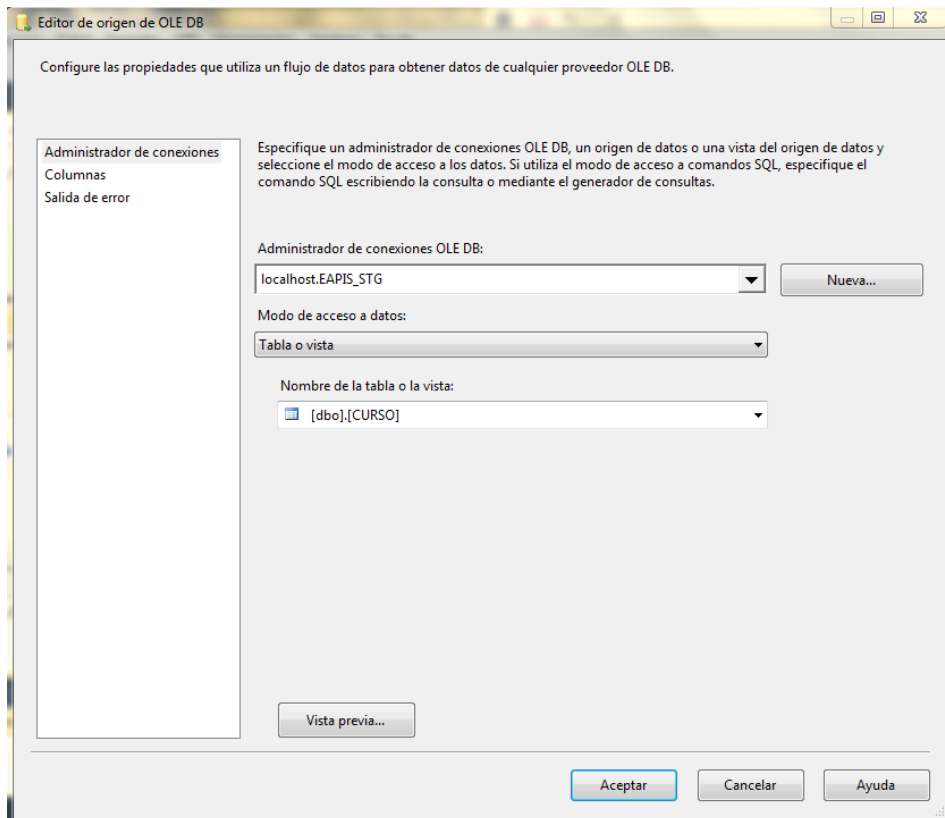 Editor de origen de OLE DB
Configure las propiedades que utiliza un flujo de datos para obtener datos de cualquier proveedor OLE DB.
Administrador de conexiones
Columnas
Salida de error
Especifique un administrador de conexiones OLE DB, un origen de datos o una vista del origen de datos y
seleccione el modo de acceso a los datos. Si utiliza el modo de acceso a comandos SQL, especifique el
comando SQL escribiendo la consulta o mediante el generador de consultas.
Administrador de conexiones OLE DB:
localhost.EAPIS_STG
Nueva...
Modo de acceso a datos:
Tabla o vista
Nombre de la tabla o la vista:
[dbo].[CURSO]
Vista previa...
Aceptar
Cancelar
Ayuda